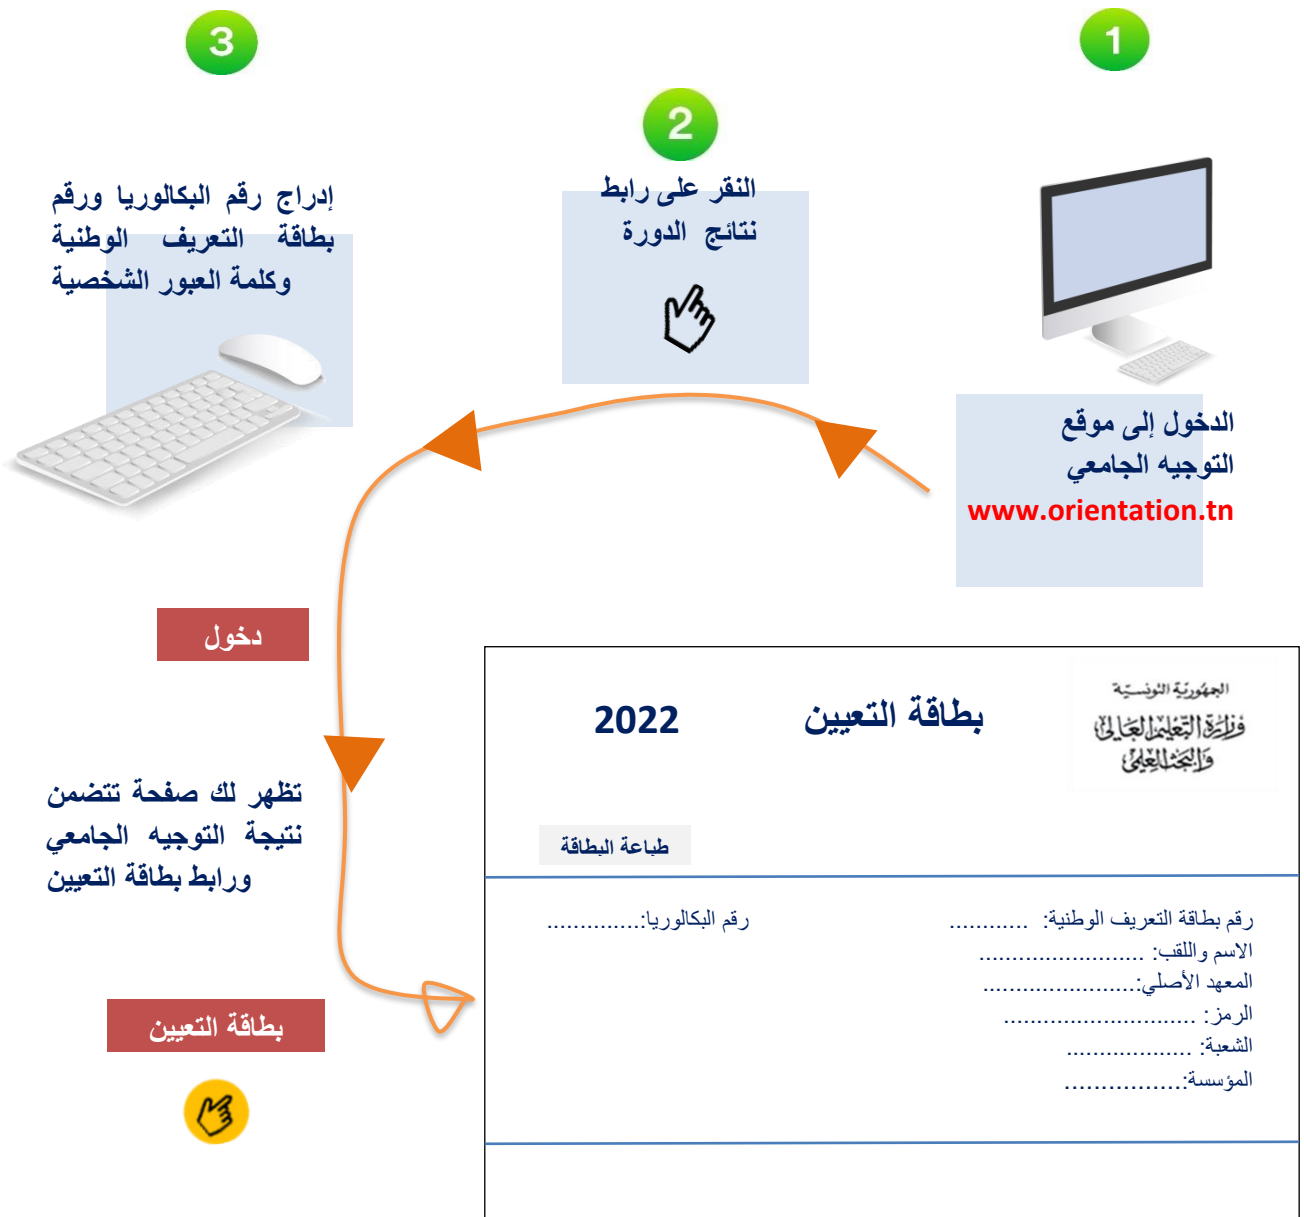 1
الدخول إلى موقع
التوجيه الجامعي
www.orientation.tn
2
النقر على رابط
نتائج الدورة
3
إدراج رقم البكالوريا ورقم
بطاقة التعريف الوطنية
وكلمة العبور الشخصية
دخول
تظهر لك صفحة تتضمن
نتيجة التوجيه الجامعي
ورابط بطاقة التعيين
بطاقة التعيين
الجمهوريّة التونسيّة
وزارة التعليم العالي
والبحث العلمي
بطاقة التعيين 2022
طباعة البطاقة
رقم بطاقة التعريف الوطنية: ............ رقم البكالوريا:..............
الاسم واللقب: .........................
المعهد الأصلي:.......................
الرمز: .............................
الشعبة: ...................
المؤسسة:................